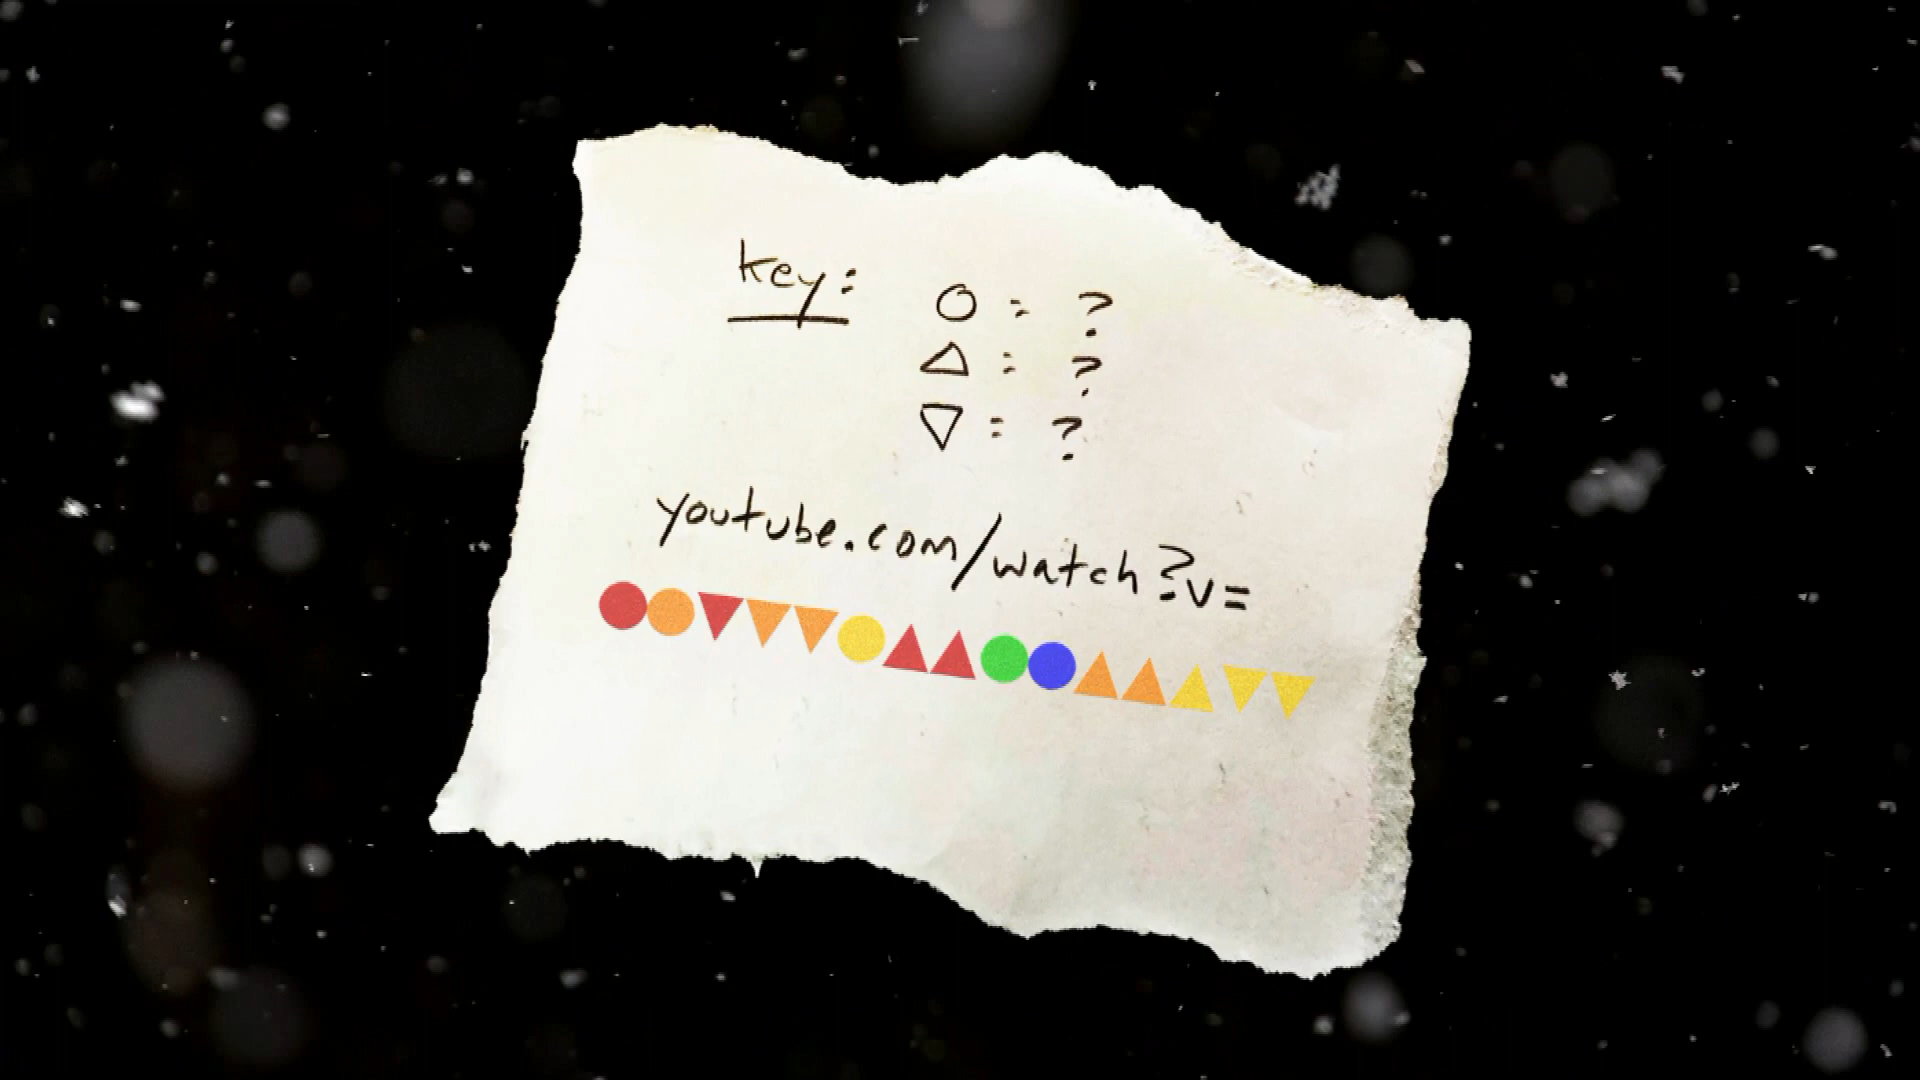 key: O = ?
△ = ?
▽ = ?
youtube.com/watch?v=